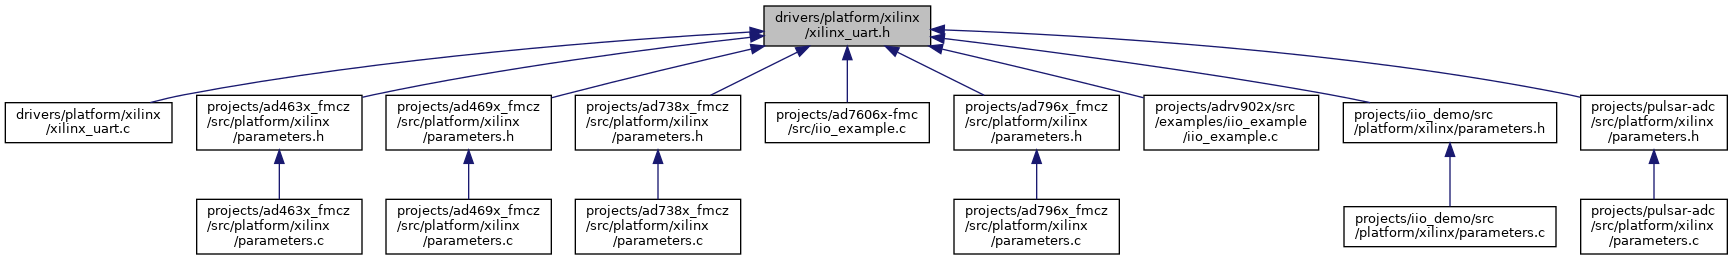 drivers/platform/xilinx
/xilinx_uart.h
drivers/platform/xilinx
/xilinx_uart.c
projects/ad463x_fmcz
/src/platform/xilinx
/parameters.h
projects/ad469x_fmcz
/src/platform/xilinx
/parameters.h
projects/ad738x_fmcz
/src/platform/xilinx
/parameters.h
projects/ad7606x-fmc
/src/iio_example.c
projects/ad796x_fmcz
/src/platform/xilinx
/parameters.h
projects/adrv902x/src
/examples/iio_example
/iio_example.c
projects/iio_demo/src
/platform/xilinx/parameters.h
projects/pulsar-adc
/src/platform/xilinx
/parameters.h
projects/ad463x_fmcz
/src/platform/xilinx
/parameters.c
projects/ad469x_fmcz
/src/platform/xilinx
/parameters.c
projects/ad738x_fmcz
/src/platform/xilinx
/parameters.c
projects/ad796x_fmcz
/src/platform/xilinx
/parameters.c
projects/iio_demo/src
/platform/xilinx/parameters.c
projects/pulsar-adc
/src/platform/xilinx
/parameters.c